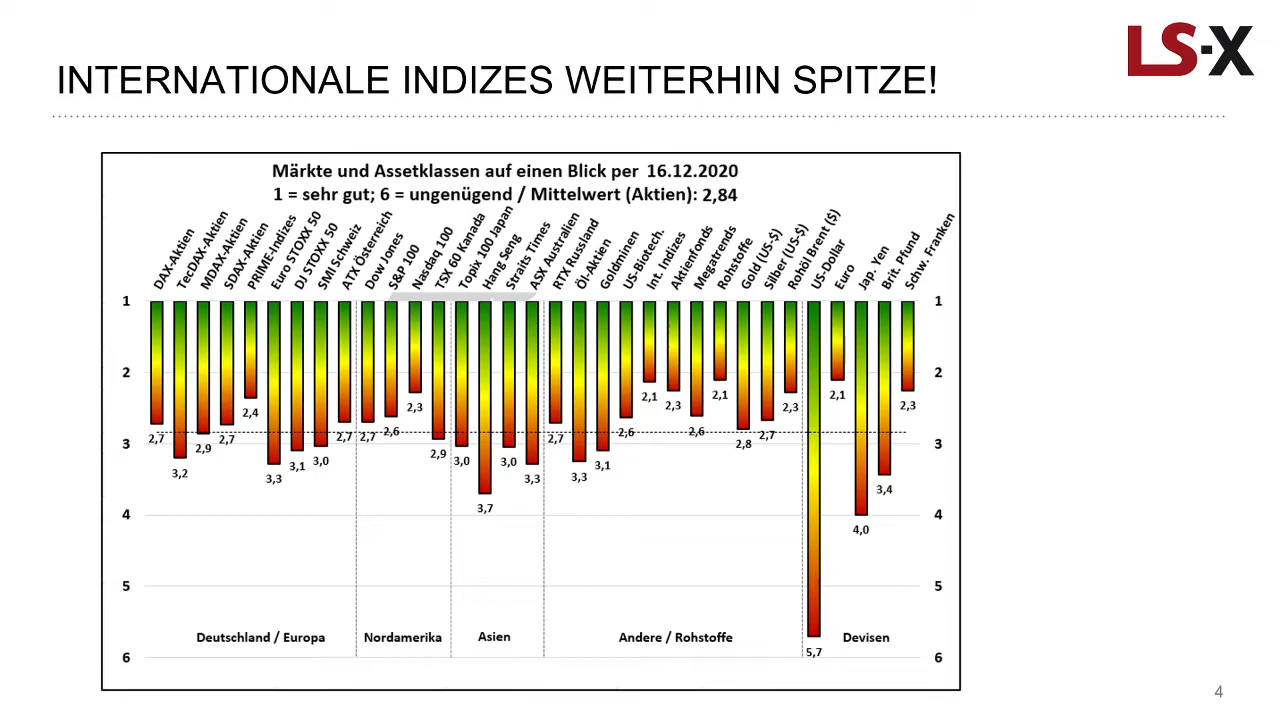 LS-X
INTERNATIONALE INDIZES WEITERHIN SPITZE!
Märkte und Assetklassen auf einen Blick per 16.12.2020
1 = sehr gut; 6 = ungenügend / Mittelwert (Aktien): 2,84
DAX-Aktien
TecDAX-Aktien
MDAX-Aktien
SDAX-Aktien
PRIME-Indizes
Euro STOXX 50
DJ STOXX 50
SMI Schweiz
ATX Österreich
Dow Jones
S&P 100
Nasdaq 100
TSX 60 Kanada
Topix 100 Japan
Hang Seng
Straits Times
ASX Australien
RTX Russland
Öl-Aktien
Goldminen
US-Biotech.
Int. Indizes
Aktienfonds
Megatrends
Rohstoffe
Gold (US-$)
Silber (US-$)
Rohöl Brent ($)
US-Dollar
Euro
Jap. Yen
Brit. Pfund
Schw. Franken
1
2
3
4
5
6
2,7
3,2
2,9
2,7
2,4
3,3
3,1
3,0
2,7
2,7
2,6
2,3
2,9
3,0
3,7
3,0
3,3
2,7
3,3
3,1
2,6
2,1
2,3
2,6
2,1
2,8
2,7
2,3
5,7
2,1
4,0
3,4
2,3
1
2
3
4
5
6
Deutschland / Europa
Nordamerika
Asien
Andere / Rohstoffe
Devisen
4